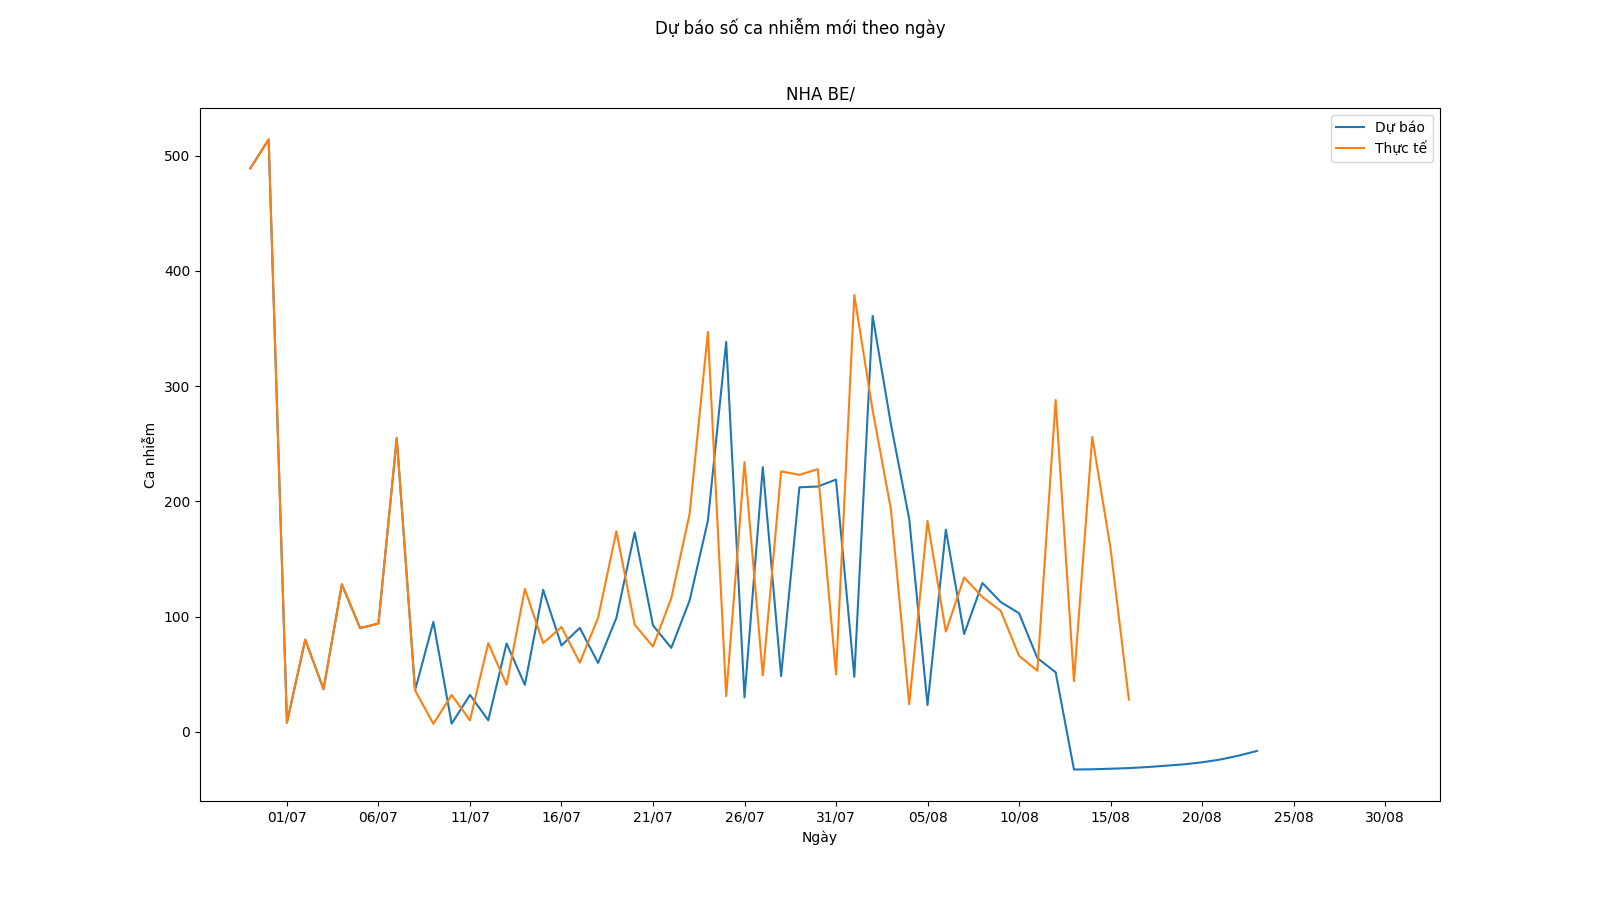 Dự báo số ca nhiễm mới theo ngày
NHA BE/
Dự báo
Thực tế
500
400
300
200
100
0
Ca nhiễm
01/07 06/07 11/07 16/07 21/07 26/07 31/07 05/08 10/08 15/08 20/08 25/08 30/08
Ngày